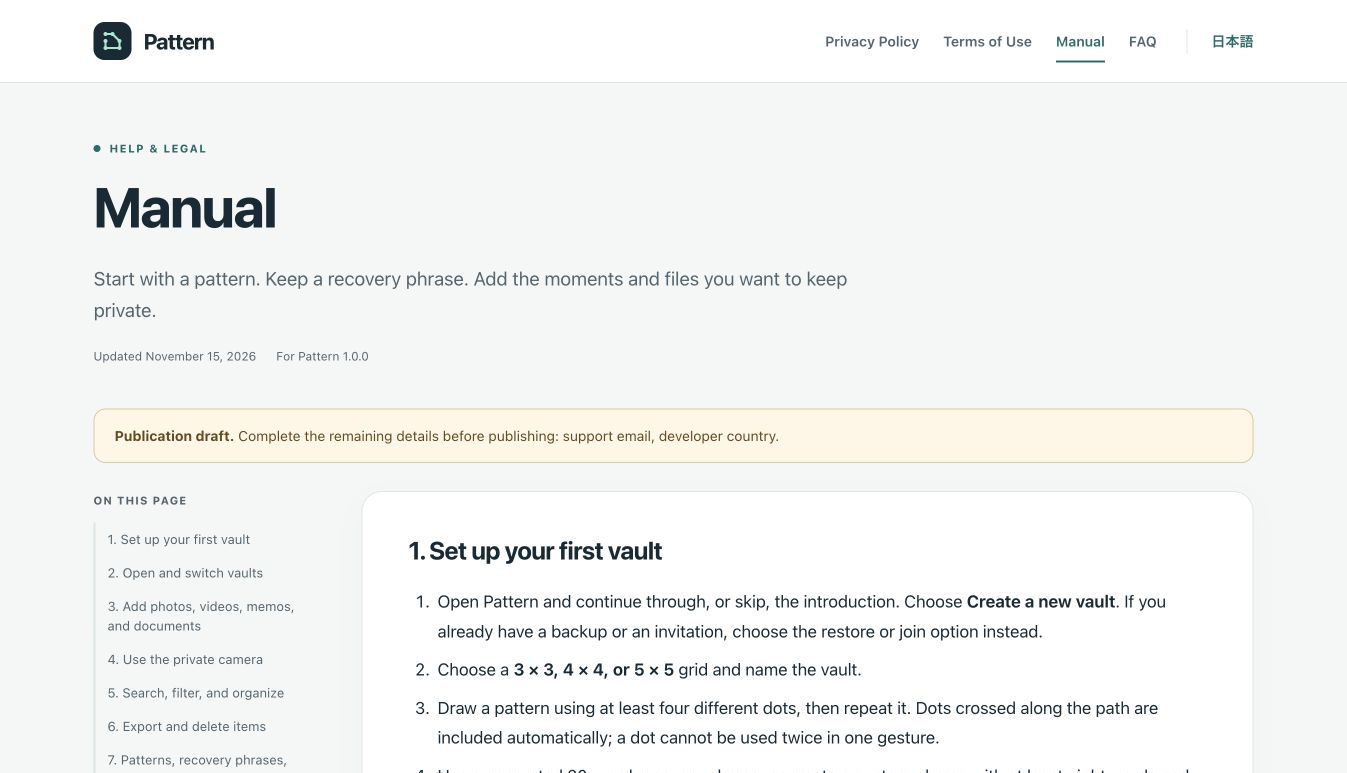 Pattern
Privacy Policy
Terms of Use
Manual
FAQ
日本語
HELP & LEGAL
Manual
Start with a pattern. Keep a recovery phrase. Add the moments and files you want to keep
private.
Updated November 15, 2026
For Pattern 1.0.0
Publication draft. Complete the remaining details before publishing: support email, developer country.
ON THIS PAGE
1. Set up your first vault
2. Open and switch vaults
3. Add photos, videos, memos,
and documents
4. Use the private camera
5. Search, filter, and organize
6. Export and delete items
7. Patterns, recovery phrases,
1. Set up your first vault
1. Open Pattern and continue through, or skip, the introduction. Choose Create a new vault. If you
already have a backup or an invitation, choose the restore or join option instead.
2. Choose a 3 × 3, 4 × 4, or 5 × 5 grid and name the vault.
3. Draw a pattern using at least four different dots, then repeat it. Dots crossed along the path are
included automatically; a dot cannot be used twice in one gesture.